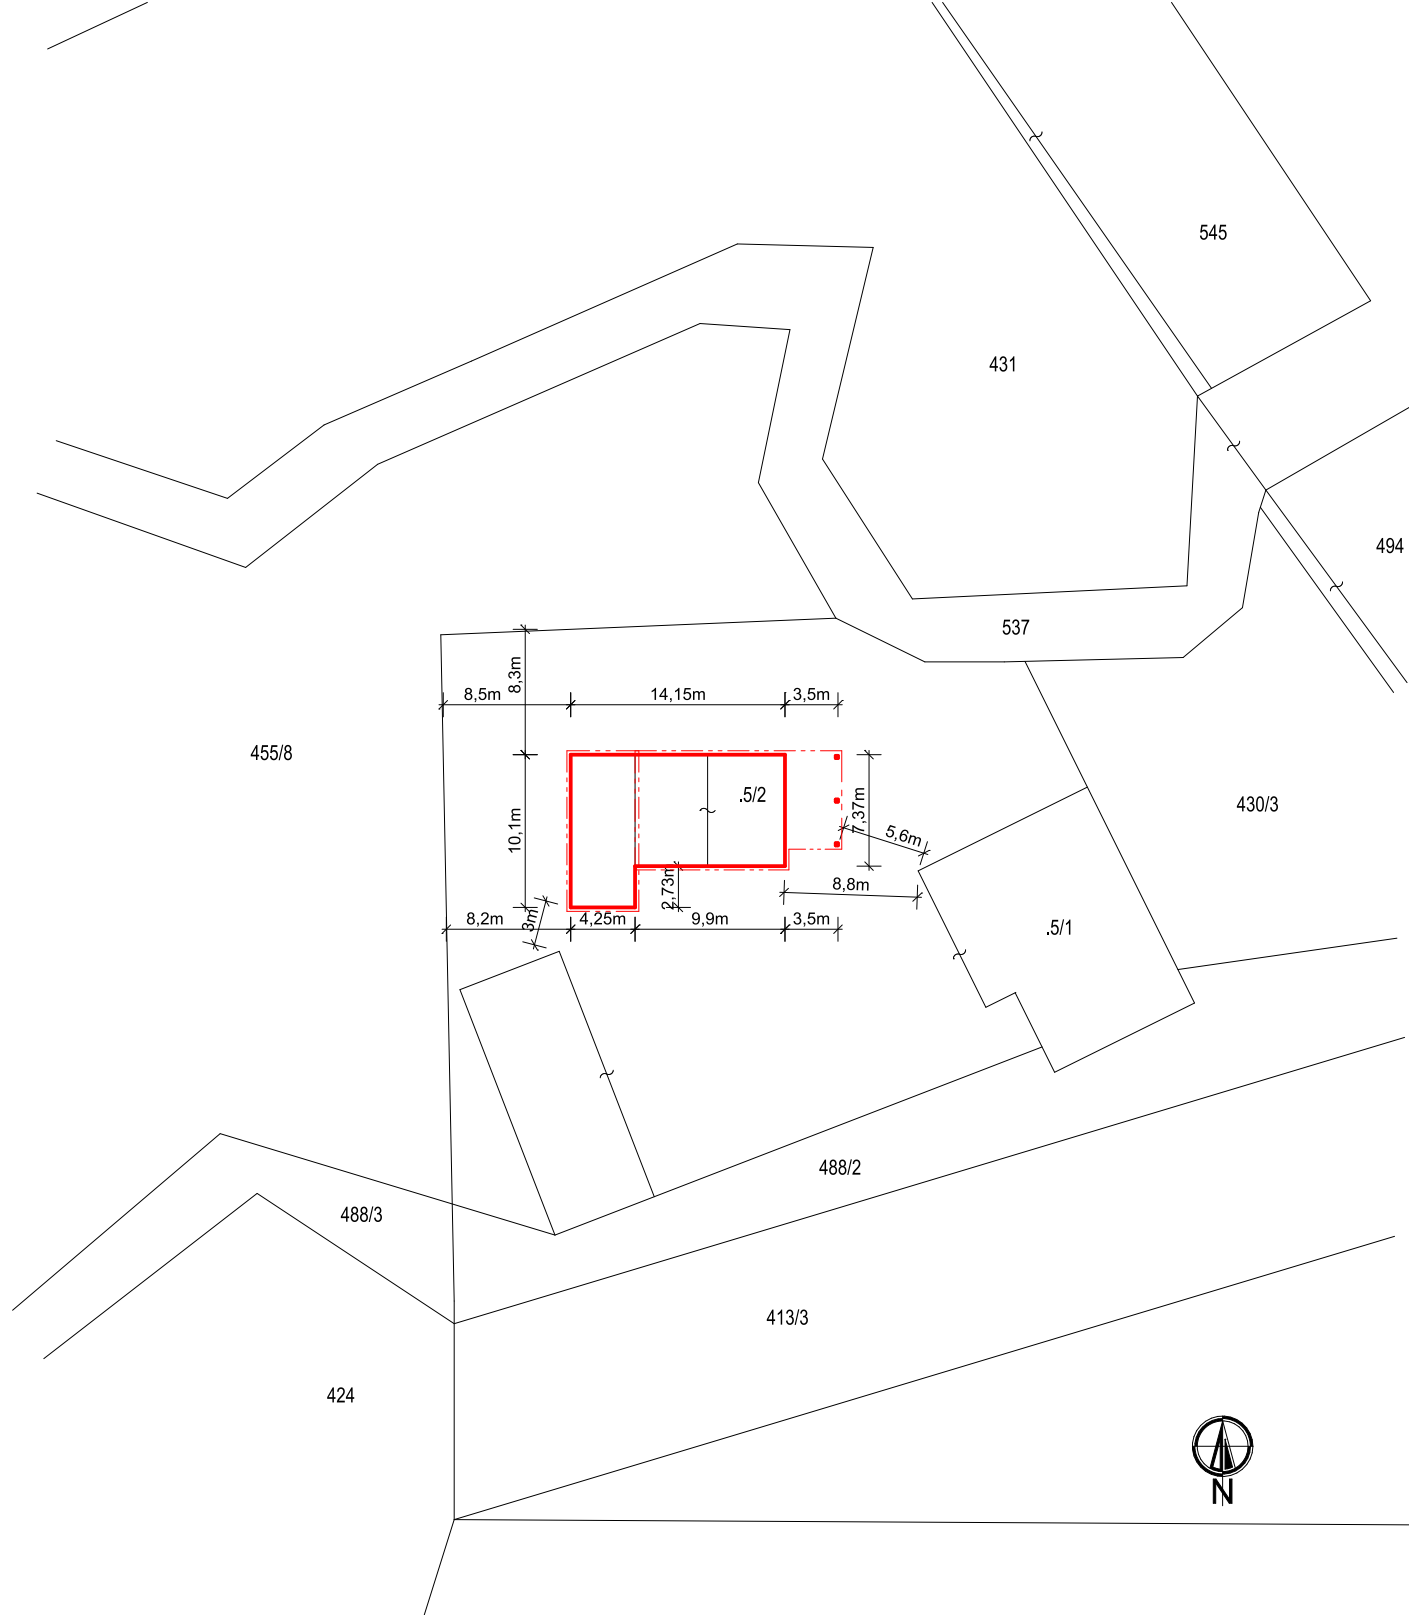 545
431
494
537
8,3m
8,5m
14,15m
3,5m
455/8
.5/2
430/3
10,1m
7,37m
5,6m
2,73m
8,8m
3m
8,2m
4,25m
9,9m
3,5m
.5/1
488/2
488/3
413/3
424
N